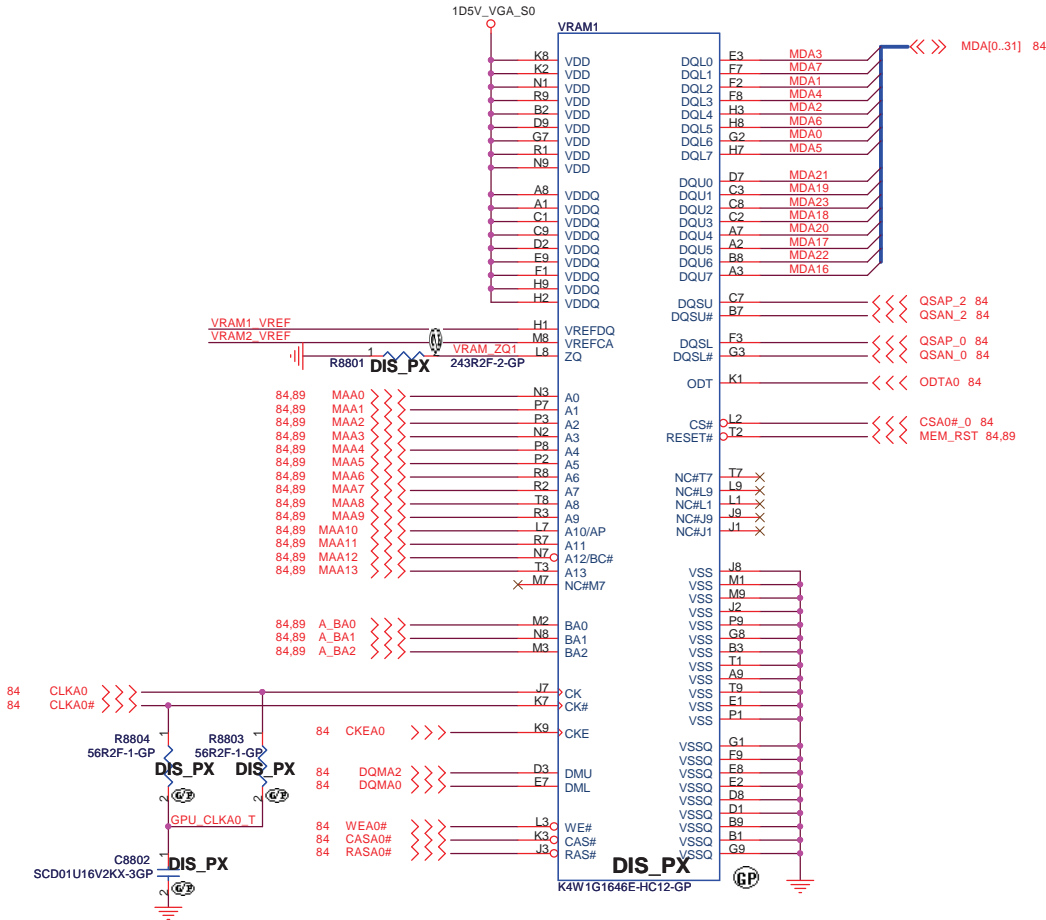 1D5V_VGA_S0
VRAM1
K8 VDD
K2 VDD
N1 VDD
R9 VDD
B2 VDD
D9 VDD
G7 VDD
R1 VDD
N9 VDD
A8 VDDQ
A1 VDDQ
C1 VDDQ
C9 VDDQ
D2 VDDQ
E9 VDDQ
F1 VDDQ
H9 VDDQ
H2 VDDQ
DQL0 E3 MDA3
DQL1 F7 MDA7
DQL2 F2 MDA1
DQL3 F8 MDA4
DQL4 H3 MDA2
DQL5 H8 MDA6
DQL6 G2 MDA0
DQL7 H7 MDA5
MDA[0..31] 84
DQU0 D7 MDA21
DQU1 C3 MDA19
DQU2 C8 MDA23
DQU3 C2 MDA18
DQU4 A7 MDA20
DQU5 A2 MDA17
DQU6 B8 MDA22
DQU7 A3 MDA16
DQSU C7 QSAP_2 84
DQSU# B7 QSAN_2 84
DQSL F3 QSAP_0 84
DQSL# G3 QSAN_0 84
ODT K1 ODTA0 84
CS# L2 CSA0#_0 84
RESET# T2 MEM_RST 84,89
VRAM1_VREF H1 VREFDQ
VRAM2_VREF M8 VREFCA
1 2 VRAM_ZQ1 L8 ZQ
R8801 DIS_PX 243R2F-2-GP
84,89 MAA0 N3 A0
84,89 MAA1 P7 A1
84,89 MAA2 P3 A2
84,89 MAA3 N2 A3
84,89 MAA4 P8 A4
84,89 MAA5 P2 A5
84,89 MAA6 R8 A6
84,89 MAA7 R2 A7
84,89 MAA8 T8 A8
84,89 MAA9 R3 A9
84,89 MAA10 L7 A10/AP
84,89 MAA11 R7 A11
84,89 MAA12 N7 A12/BC#
84,89 MAA13 T3 A13
M7 NC#M7
NC#T7 T7
NC#L9 L9
NC#L1 L1
NC#J9 J9
NC#J1 J1
84,89 A_BA0 M2 BA0
84,89 A_BA1 N8 BA1
84,89 A_BA2 M3 BA2
VSS J8
VSS M1
VSS M9
VSS J2
VSS P9
VSS G8
VSS B3
VSS T1
VSS A9
VSS T9
VSS E1
VSS P1
84 CLKA0 J7 CK
84 CLKA0# K7 CK#
84 CKEA0 K9 CKE
84 DQMA2 D3 DMU
84 DQMA0 E7 DML
84 WEA0# L3 WE#
84 CASA0# K3 CAS#
84 RASA0# J3 RAS#
VSSQ G1
VSSQ F9
VSSQ E8
VSSQ E2
VSSQ D8
VSSQ D1
VSSQ B9
VSSQ B1
VSSQ G9
R8804 1
56R2F-1-GP
DIS_PX
2 G/P
R8803 1
56R2F-1-GP
DIS_PX
2 G/P
GPU_CLKA0_T
C8802 1
DIS_PX
SCD01U16V2KX-3GP
2 G/P
DIS_PX
K4W1G1646E-HC12-GP
GP